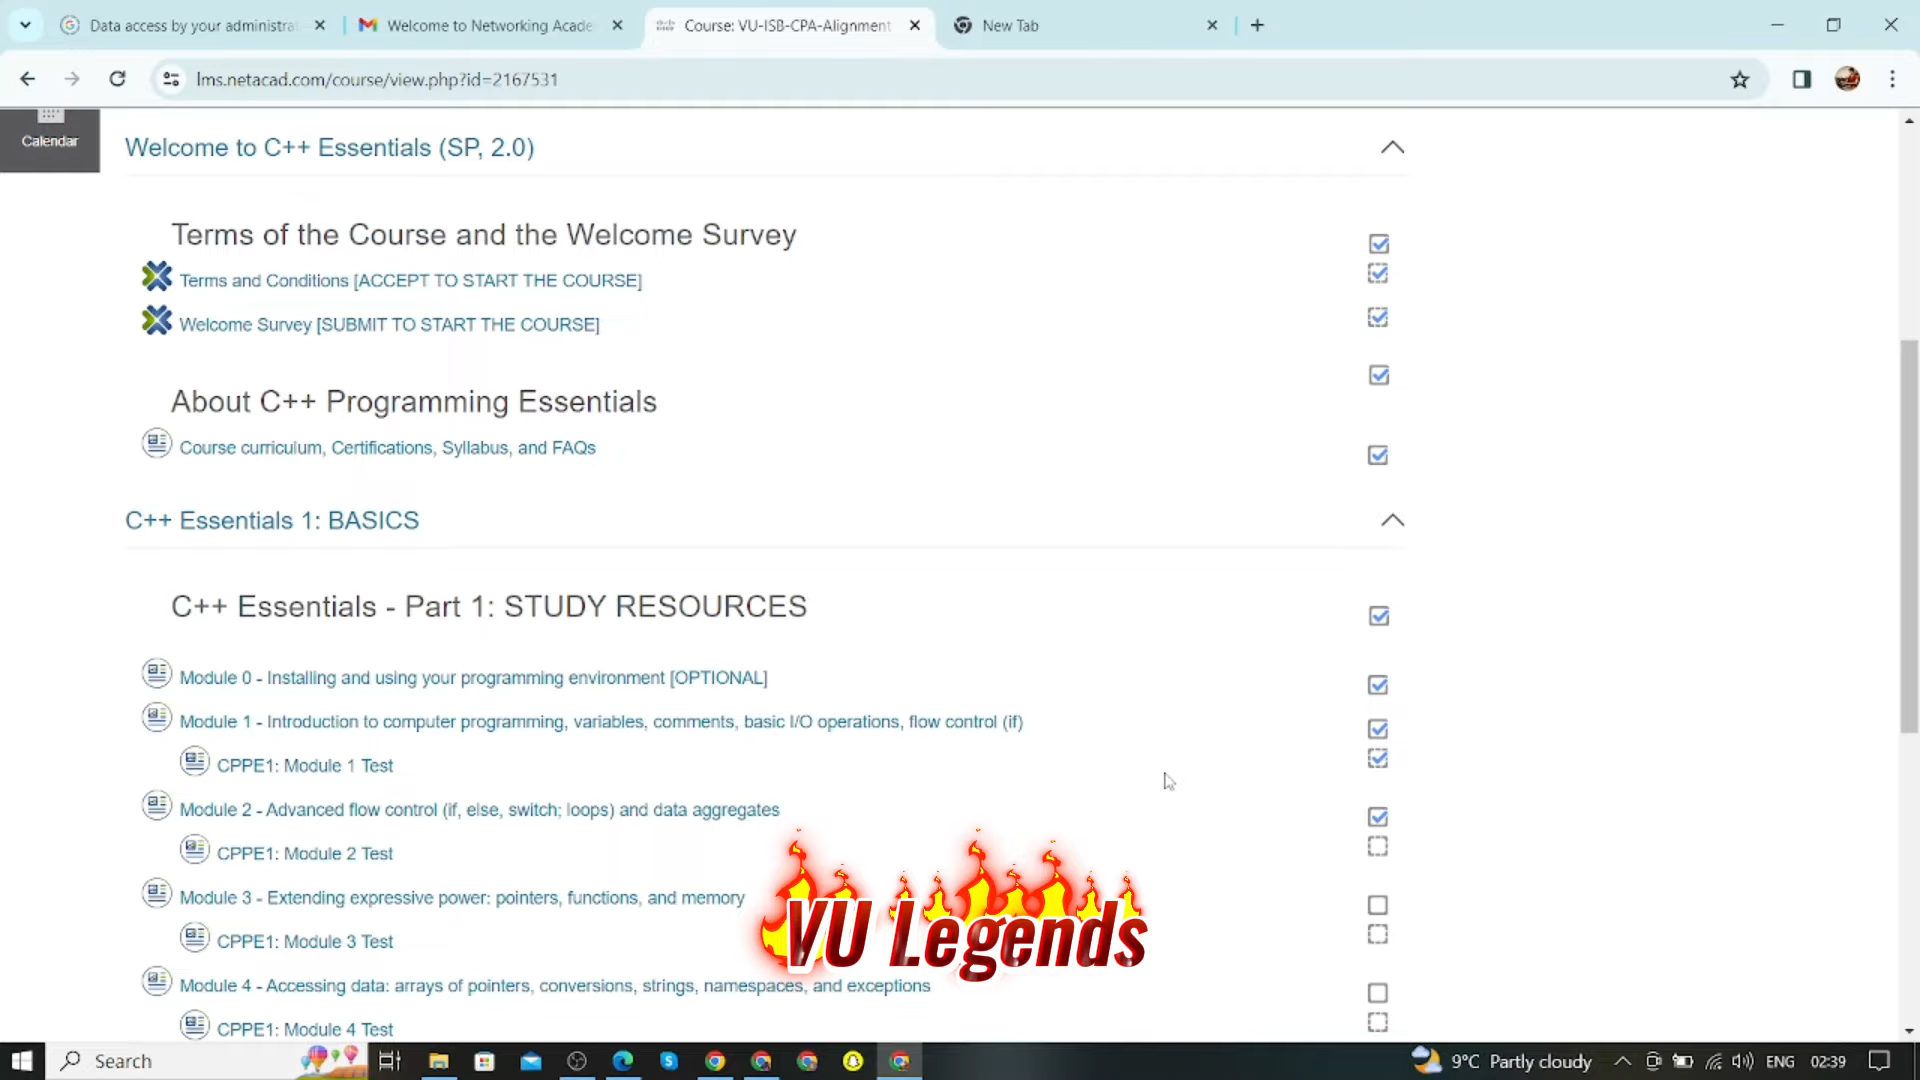 Data access by your administra
Welcome to Networking Acade
Course: VU-ISB-CPA-Alignment
New Tab
lms.netacad.com/course/view.php?id=2167531
Calendar
Welcome to C++ Essentials (SP, 2.0)
Terms of the Course and the Welcome Survey
Terms and Conditions [ACCEPT TO START THE COURSE]
Welcome Survey [SUBMIT TO START THE COURSE]
About C++ Programming Essentials
Course curriculum, Certifications, Syllabus, and FAQs
C++ Essentials 1: BASICS
C++ Essentials - Part 1: STUDY RESOURCES
Module 0 - Installing and using your programming environment [OPTIONAL]
Module 1 - Introduction to computer programming, variables, comments, basic I/O operations, flow control (if)
CPPE1: Module 1 Test
Module 2 - Advanced flow control (if, else, switch; loops) and data aggregates
CPPE1: Module 2 Test
Module 3 - Extending expressive power: pointers, functions, and memory
VU Legends
CPPE1: Module 3 Test
Module 4 - Accessing data: arrays of pointers, conversions, strings, namespaces, and exceptions
CPPE1: Module 4 Test
Search
9°C Partly cloudy
ENG
02:39